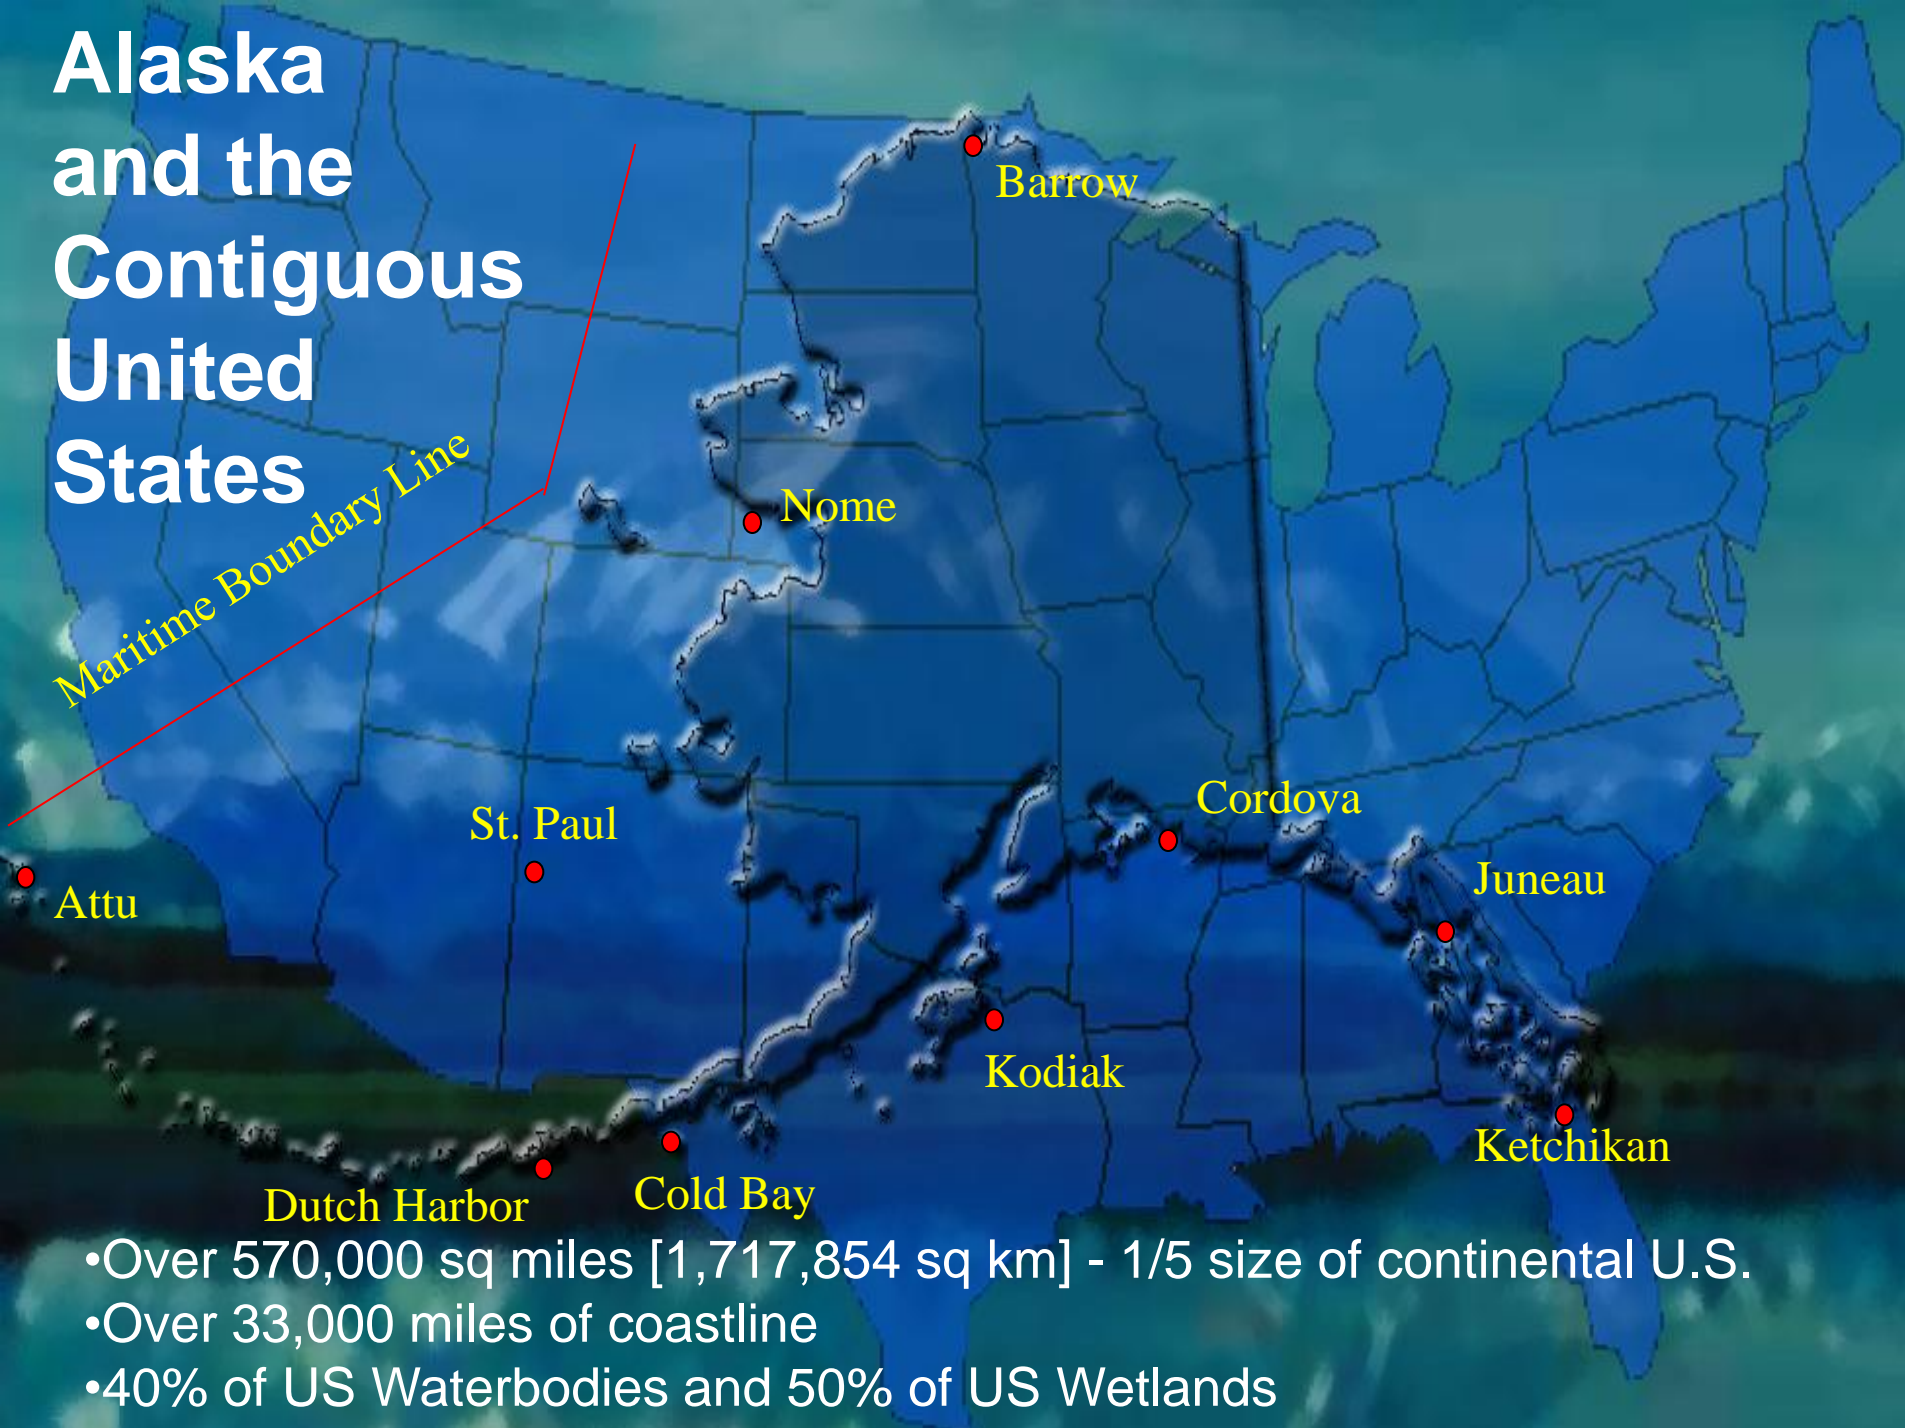 Alaska
and the
Contiguous
United
States
Maritime Boundary Line
Barrow
Nome
St. Paul
Cordova
Juneau
Attu
Kodiak
Ketchikan
Cold Bay
Dutch Harbor
•Over 570,000 sq miles [1,717,854 sq km] - 1/5 size of continental U.S.
•Over 33,000 miles of coastline
•40% of US Waterbodies and 50% of US Wetlands